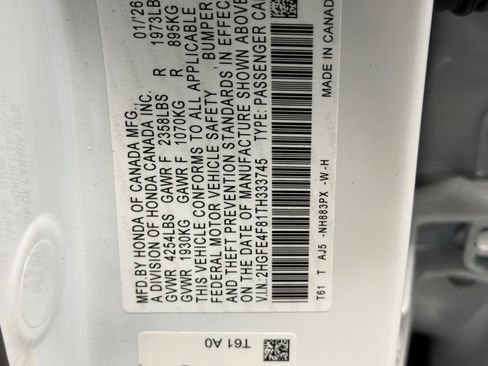 MFD.BY HONDA OF CANADA MFG.,
A DIVISION OF HONDA CANADA INC. 01/'26
GVWR 4254LBS GAWR F 2358LBS R 1973LB
GVWR 1930KG GAWR F 1070KG R 895KG
THIS VEHICLE CONFORMS TO ALL APPLICABLE
FEDERAL MOTOR VEHICLE SAFETY, BUMPER
AND THEFT PREVENTION STANDARDS IN EFFEC
ON THE DATE OF MANUFACTURE SHOWN ABOVE
V.I.N: 2HGFE4F81TH333745 TYPE: PASSENGER CAR
T61 T AJ5 -NH883PX -W-H MADE IN CANADA
T61 A0